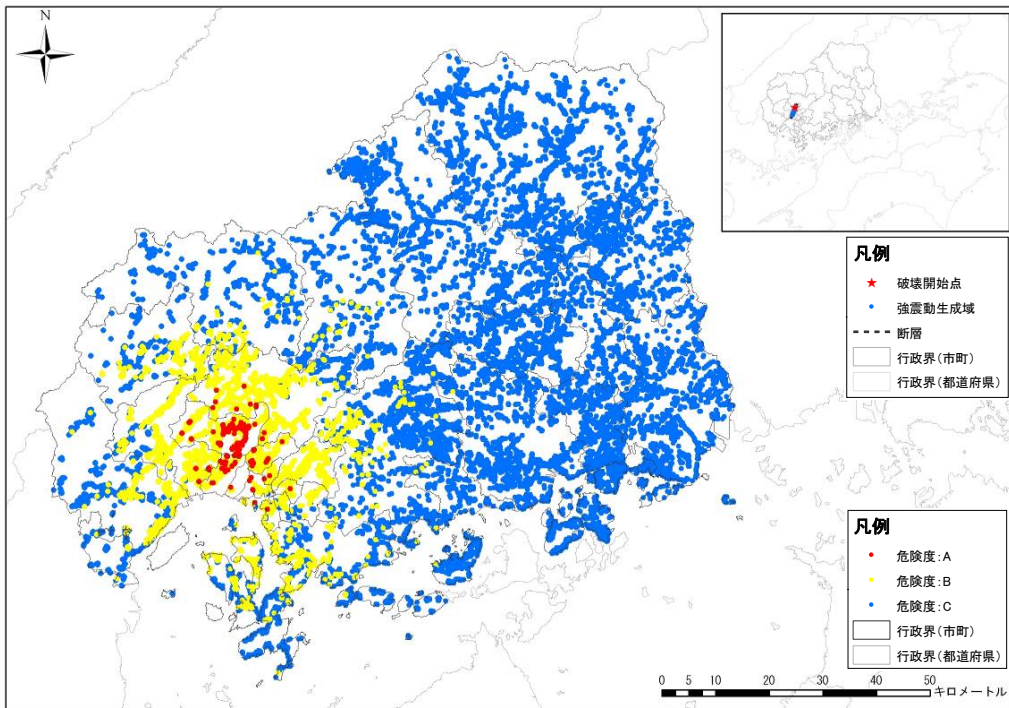 N
凡例
破壊開始点
強震動生成域
断層
行政界(市町)
行政界(都道府県)
凡例
危険度:A
危険度:B
危険度:C
行政界(市町)
行政界(都道府県)
0 5 10 20 30 40 50
キロメートル